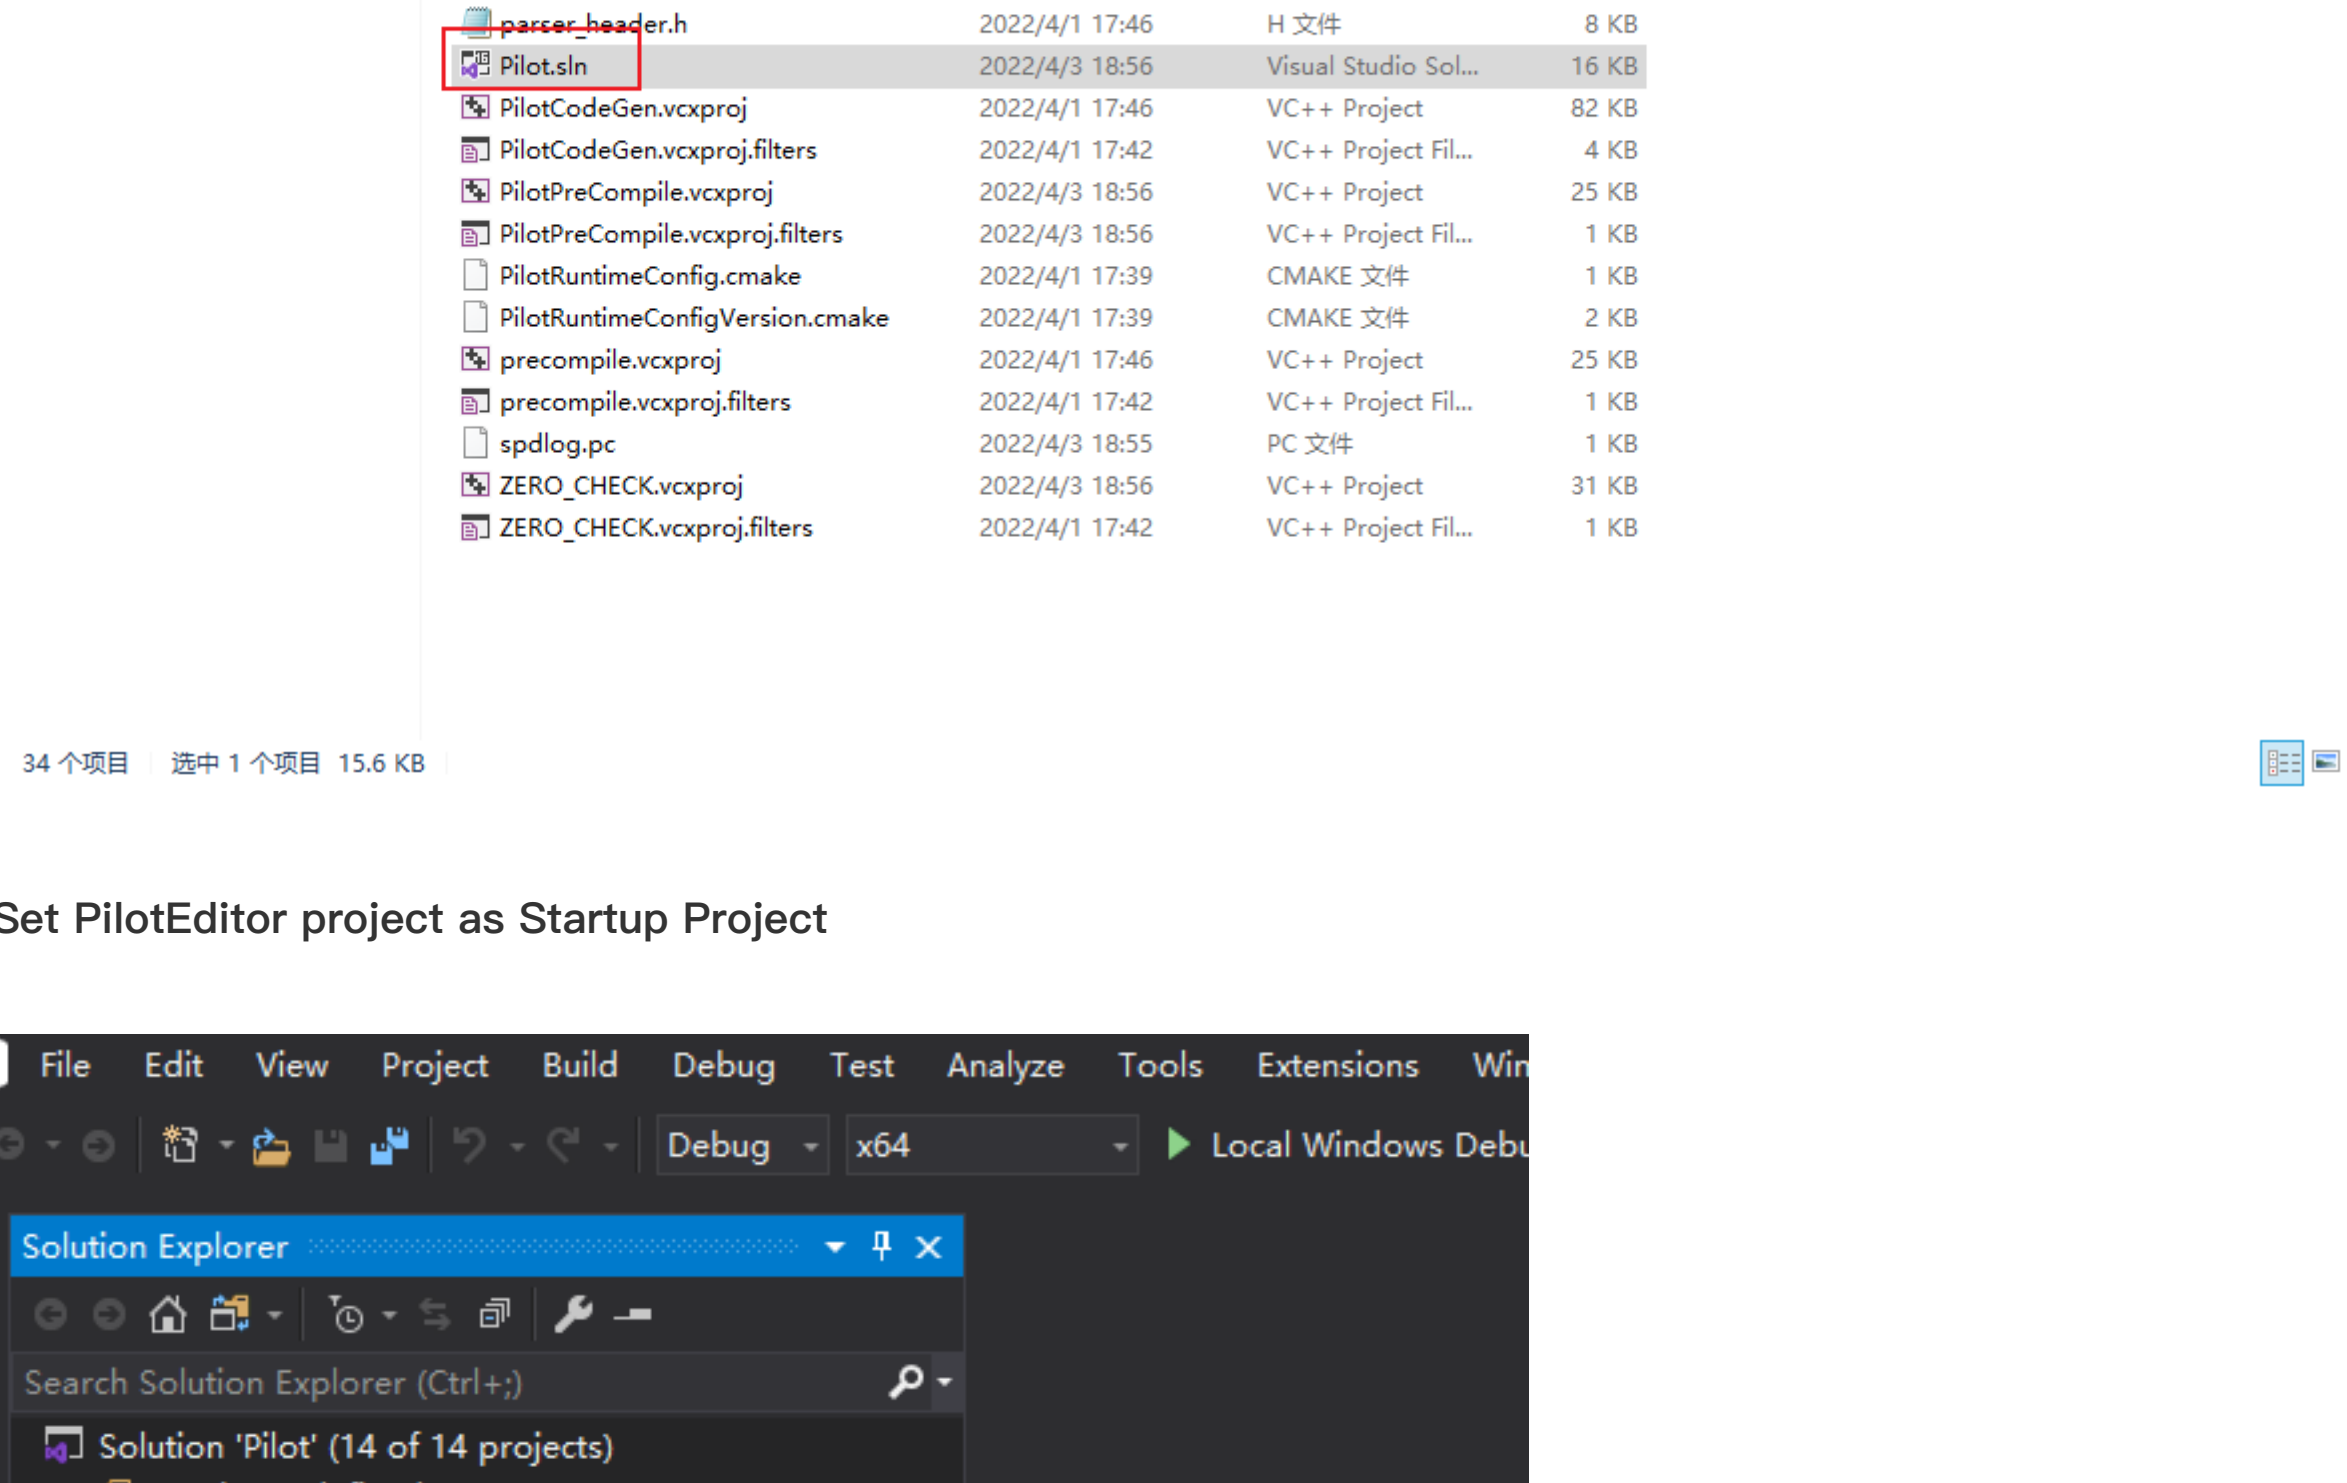 parser_header.h 2022/4/1 17:46 H 文件 8 KB
Pilot.sln 2022/4/3 18:56 Visual Studio Sol... 16 KB
PilotCodeGen.vcxproj 2022/4/1 17:46 VC++ Project 82 KB
PilotCodeGen.vcxproj.filters 2022/4/1 17:42 VC++ Project Fil... 4 KB
PilotPreCompile.vcxproj 2022/4/3 18:56 VC++ Project 25 KB
PilotPreCompile.vcxproj.filters 2022/4/3 18:56 VC++ Project Fil... 1 KB
PilotRuntimeConfig.cmake 2022/4/1 17:39 CMAKE 文件 1 KB
PilotRuntimeConfigVersion.cmake 2022/4/1 17:39 CMAKE 文件 2 KB
precompile.vcxproj 2022/4/1 17:46 VC++ Project 25 KB
precompile.vcxproj.filters 2022/4/1 17:42 VC++ Project Fil... 1 KB
spdlog.pc 2022/4/3 18:55 PC 文件 1 KB
ZERO_CHECK.vcxproj 2022/4/3 18:56 VC++ Project 31 KB
ZERO_CHECK.vcxproj.filters 2022/4/1 17:42 VC++ Project Fil... 1 KB
34 个项目 选中 1 个项目 15.6 KB
Set PilotEditor project as Startup Project
File Edit View Project Build Debug Test Analyze Tools Extensions Win
Debug x64 Local Windows Debu
Solution Explorer
Search Solution Explorer (Ctrl+;)
Solution 'Pilot' (14 of 14 projects)